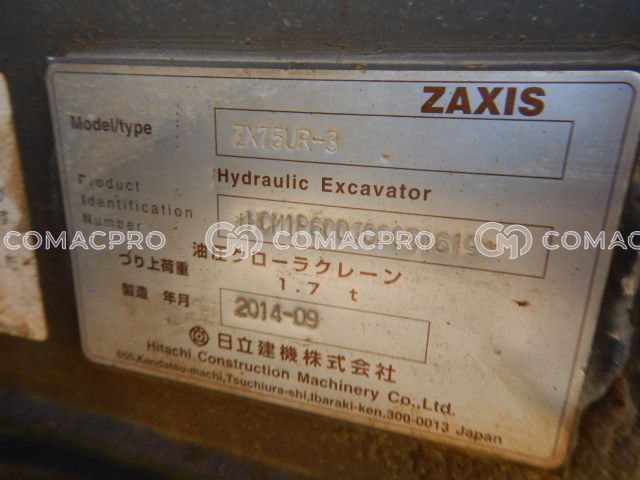 ZAXIS
Model/type ZX75UR-3
Hydraulic Excavator
Product
Identification
Number
COMACPRO COMACPRO COMACPRO
油圧クローラクレーン
つり上荷重 1.7 t
製造 年月 2014-09
日立建機株式会社
Hitachi Construction Machinery Co.,Ltd.
650,Kandatsu-machi,Tsuchiura-shi,Ibaraki-ken,300-0013 Japan